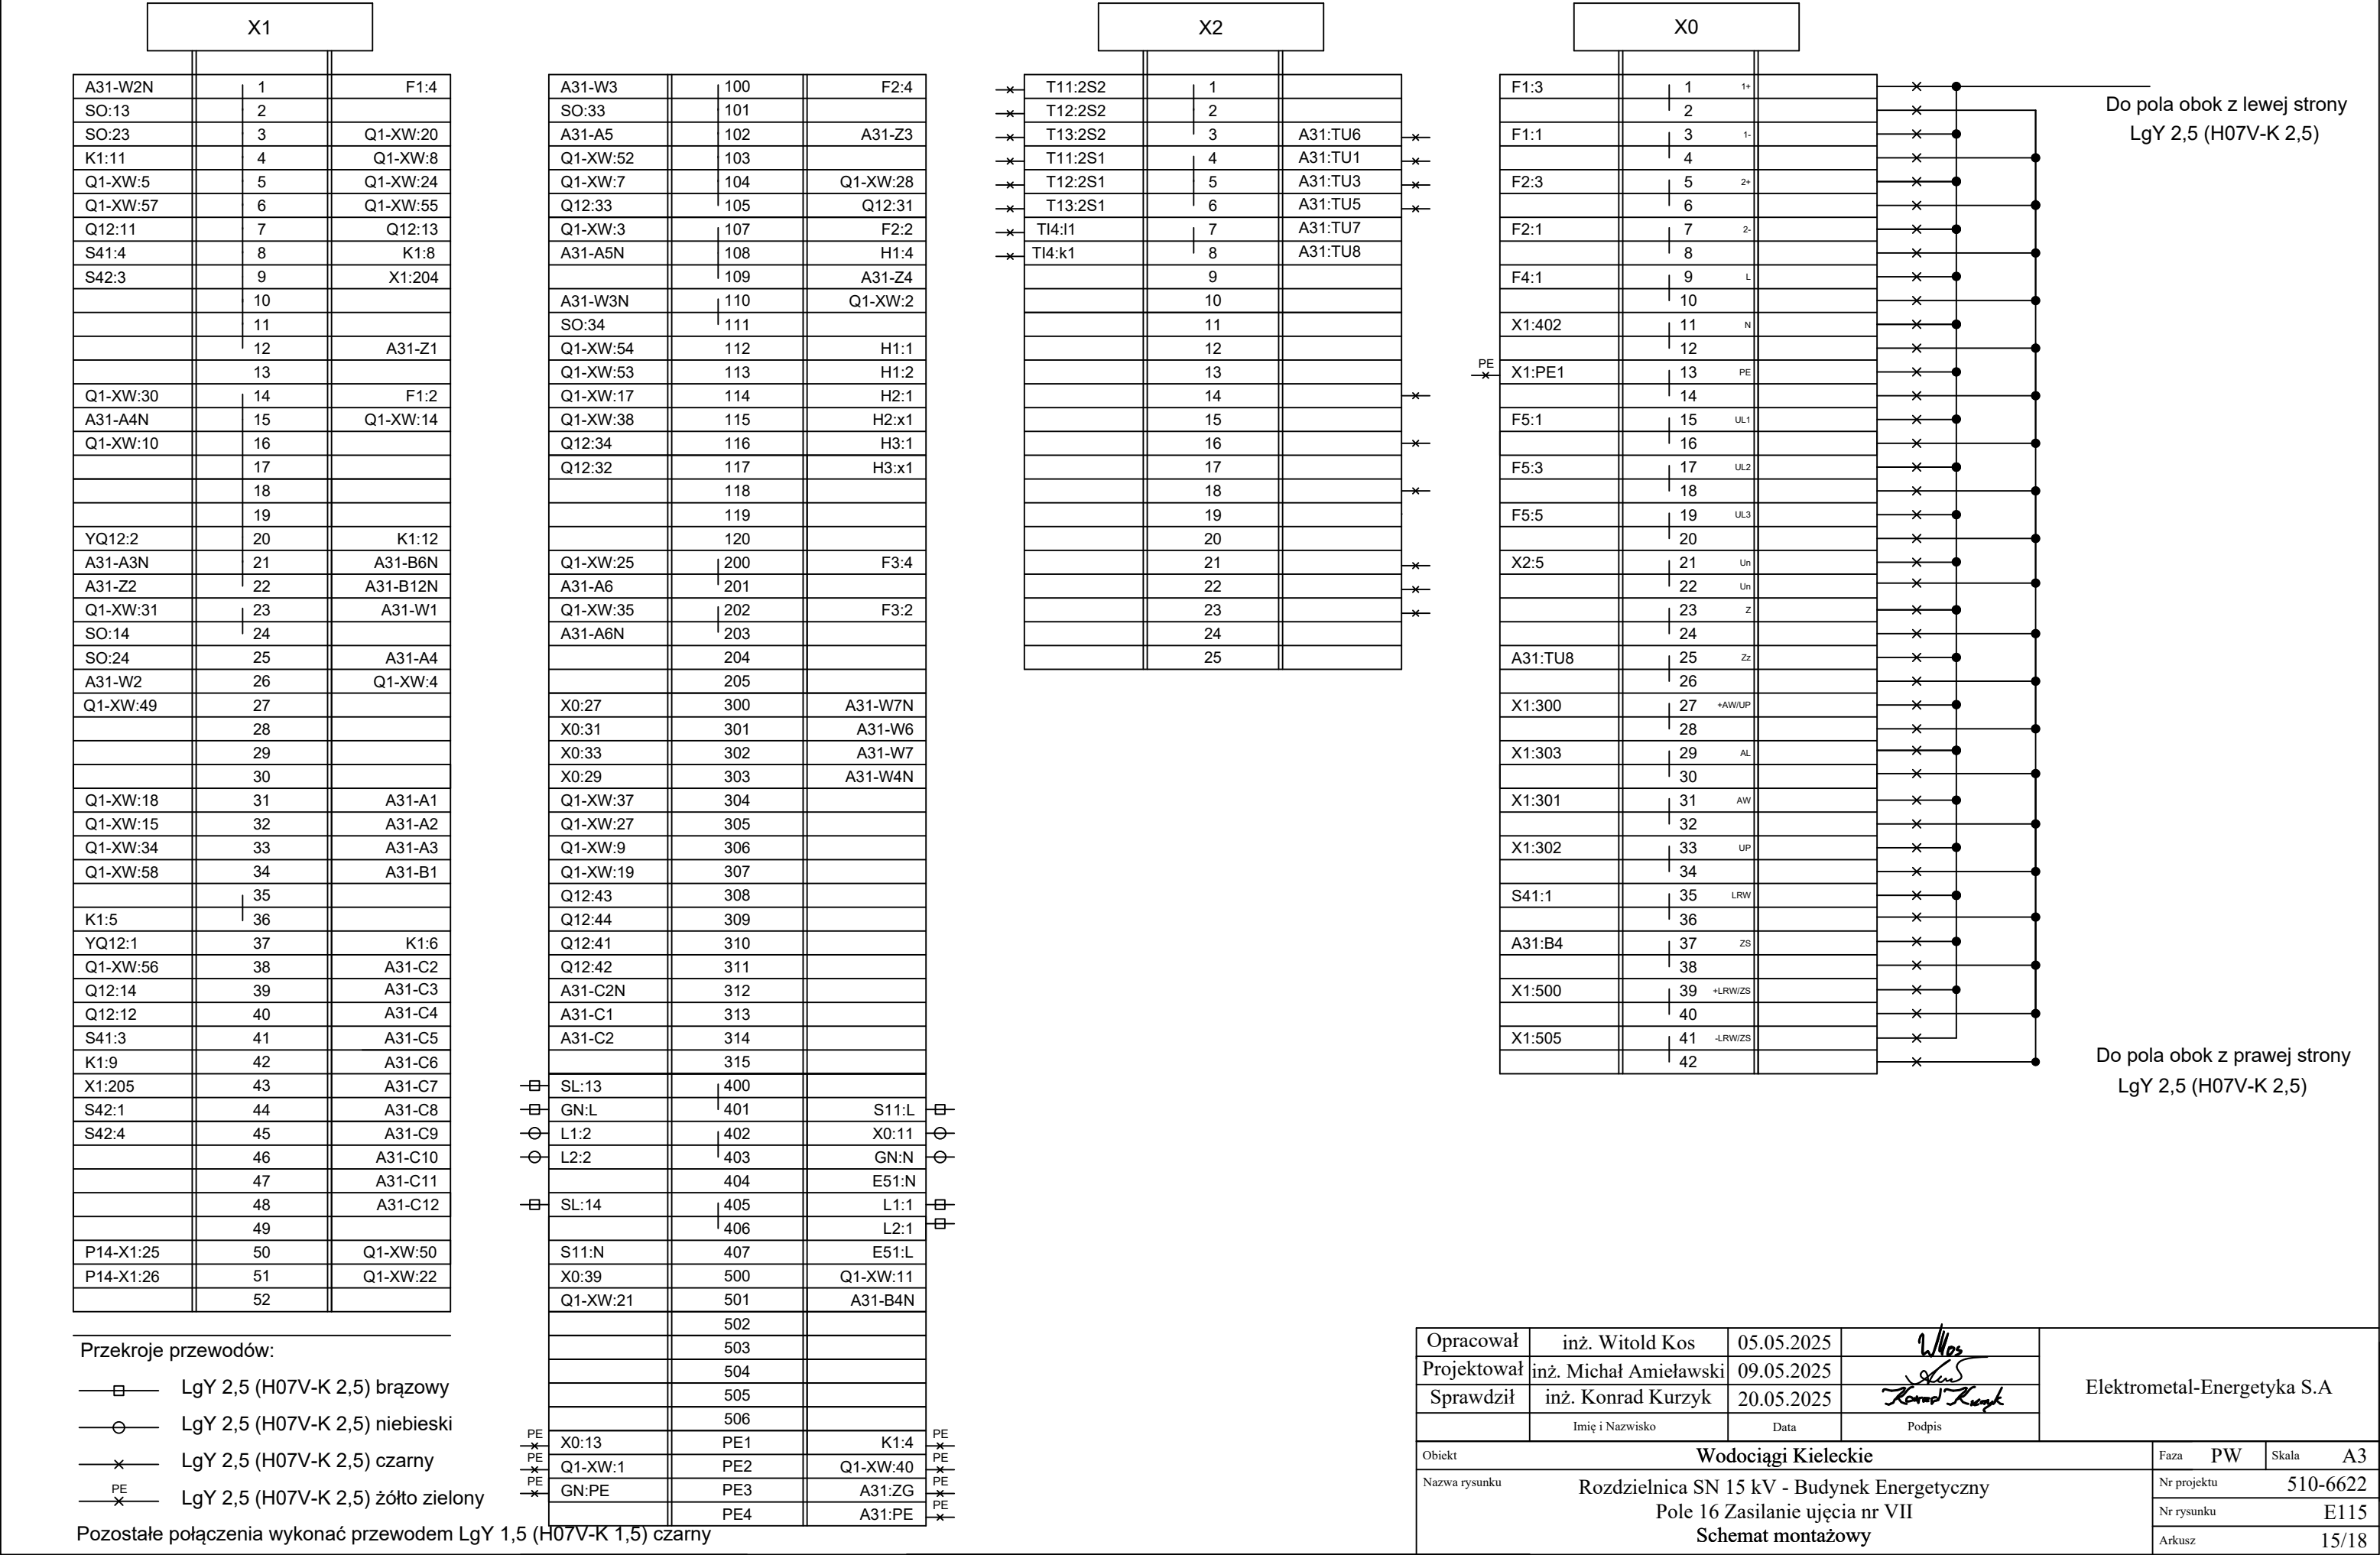 X1
A31-W2N 1 F1:4
SO:13 2
SO:23 3 Q1-XW:20
K1:11 4 Q1-XW:8
Q1-XW:5 5 Q1-XW:24
Q1-XW:57 6 Q1-XW:55
Q12:11 7 Q12:13
S41:4 8 K1:8
S42:3 9 X1:204
10
11
12 A31-Z1
13
Q1-XW:30 14 F1:2
A31-A4N 15 Q1-XW:14
Q1-XW:10 16
17
18
19
YQ12:2 20 K1:12
A31-A3N 21 A31-B6N
A31-Z2 22 A31-B12N
Q1-XW:31 23 A31-W1
SO:14 24
SO:24 25 A31-A4
A31-W2 26 Q1-XW:4
Q1-XW:49 27
28
29
30
Q1-XW:18 31 A31-A1
Q1-XW:15 32 A31-A2
Q1-XW:34 33 A31-A3
Q1-XW:58 34 A31-B1
35
K1:5 36
YQ12:1 37 K1:6
Q1-XW:56 38 A31-C2
Q12:14 39 A31-C3
Q12:12 40 A31-C4
S41:3 41 A31-C5
K1:9 42 A31-C6
X1:205 43 A31-C7
S42:1 44 A31-C8
S42:4 45 A31-C9
46 A31-C10
47 A31-C11
48 A31-C12
49
P14-X1:25 50 Q1-XW:50
P14-X1:26 51 Q1-XW:22
52
Przekroje przewodów:
LgY 2,5 (H07V-K 2,5) brązowy
LgY 2,5 (H07V-K 2,5) niebieski
LgY 2,5 (H07V-K 2,5) czarny
PE LgY 2,5 (H07V-K 2,5) żółto zielony
Pozostałe połączenia wykonać przewodem LgY 1,5 (H07V-K 1,5) czarny
A31-W3 100 F2:4
SO:33 101
A31-A5 102 A31-Z3
Q1-XW:52 103
Q1-XW:7 104 Q1-XW:28
Q12:33 105 Q12:31
Q1-XW:3 107 F2:2
A31-A5N 108 H1:4
109 A31-Z4
A31-W3N 110 Q1-XW:2
SO:34 111
Q1-XW:54 112 H1:1
Q1-XW:53 113 H1:2
Q1-XW:17 114 H2:1
Q1-XW:38 115 H2:x1
Q12:34 116 H3:1
Q12:32 117 H3:x1
118
119
120
Q1-XW:25 200 F3:4
A31-A6 201
Q1-XW:35 202 F3:2
A31-A6N 203
204
205
X0:27 300 A31-W7N
X0:31 301 A31-W6
X0:33 302 A31-W7
X0:29 303 A31-W4N
Q1-XW:37 304
Q1-XW:27 305
Q1-XW:9 306
Q1-XW:19 307
Q12:43 308
Q12:44 309
Q12:41 310
Q12:42 311
A31-C2N 312
A31-C1 313
A31-C2 314
315
SL:13 400
GN:L 401 S11:L
L1:2 402 X0:11
L2:2 403 GN:N
404 E51:N
SL:14 405 L1:1
406 L2:1
S11:N 407 E51:L
X0:39 500 Q1-XW:11
Q1-XW:21 501 A31-B4N
502
503
504
505
506
PE X0:13 PE1 K1:4 PE
PE Q1-XW:1 PE2 Q1-XW:40 PE
PE GN:PE PE3 A31:ZG PE
PE4 A31:PE PE
X2
T11:2S2 1
T12:2S2 2
T13:2S2 3 A31:TU6
T11:2S1 4 A31:TU1
T12:2S1 5 A31:TU3
T13:2S1 6 A31:TU5
TI4:l1 7 A31:TU7
TI4:k1 8 A31:TU8
9
10
11
12
13
14
15
16
17
18
19
20
21
22
23
24
25
X0
F1:3 1 1+
2
F1:1 3 1-
4
F2:3 5 2+
6
F2:1 7 2-
8
F4:1 9 L
10
X1:402 11 N
12
PE X1:PE1 13 PE
14
F5:1 15 UL1
16
F5:3 17 UL2
18
F5:5 19 UL3
20
X2:5 21 Un
22 Un
23 Z
24
A31:TU8 25 Zz
26
X1:300 27 +AW/UP
28
X1:303 29 AL
30
X1:301 31 AW
32
X1:302 33 UP
34
S41:1 35 LRW
36
A31:B4 37 ZS
38
X1:500 39 +LRW/ZS
40
X1:505 41 -LRW/ZS
42
Do pola obok z lewej strony
LgY 2,5 (H07V-K 2,5)
Do pola obok z prawej strony
LgY 2,5 (H07V-K 2,5)
Opracował inż. Witold Kos 05.05.2025
Projektował inż. Michał Amieławski 09.05.2025
Sprawdził inż. Konrad Kurzyk 20.05.2025 Konrad Kurzyk
Imię i Nazwisko Data Podpis
Elektrometal-Energetyka S.A
Obiekt Wodociągi Kieleckie Faza PW Skala A3
Nazwa rysunku Rozdzielnica SN 15 kV - Budynek Energetyczny
Pole 16 Zasilanie ujęcia nr VII
Schemat montażowy
Nr projektu 510-6622
Nr rysunku E115
Arkusz 15/18